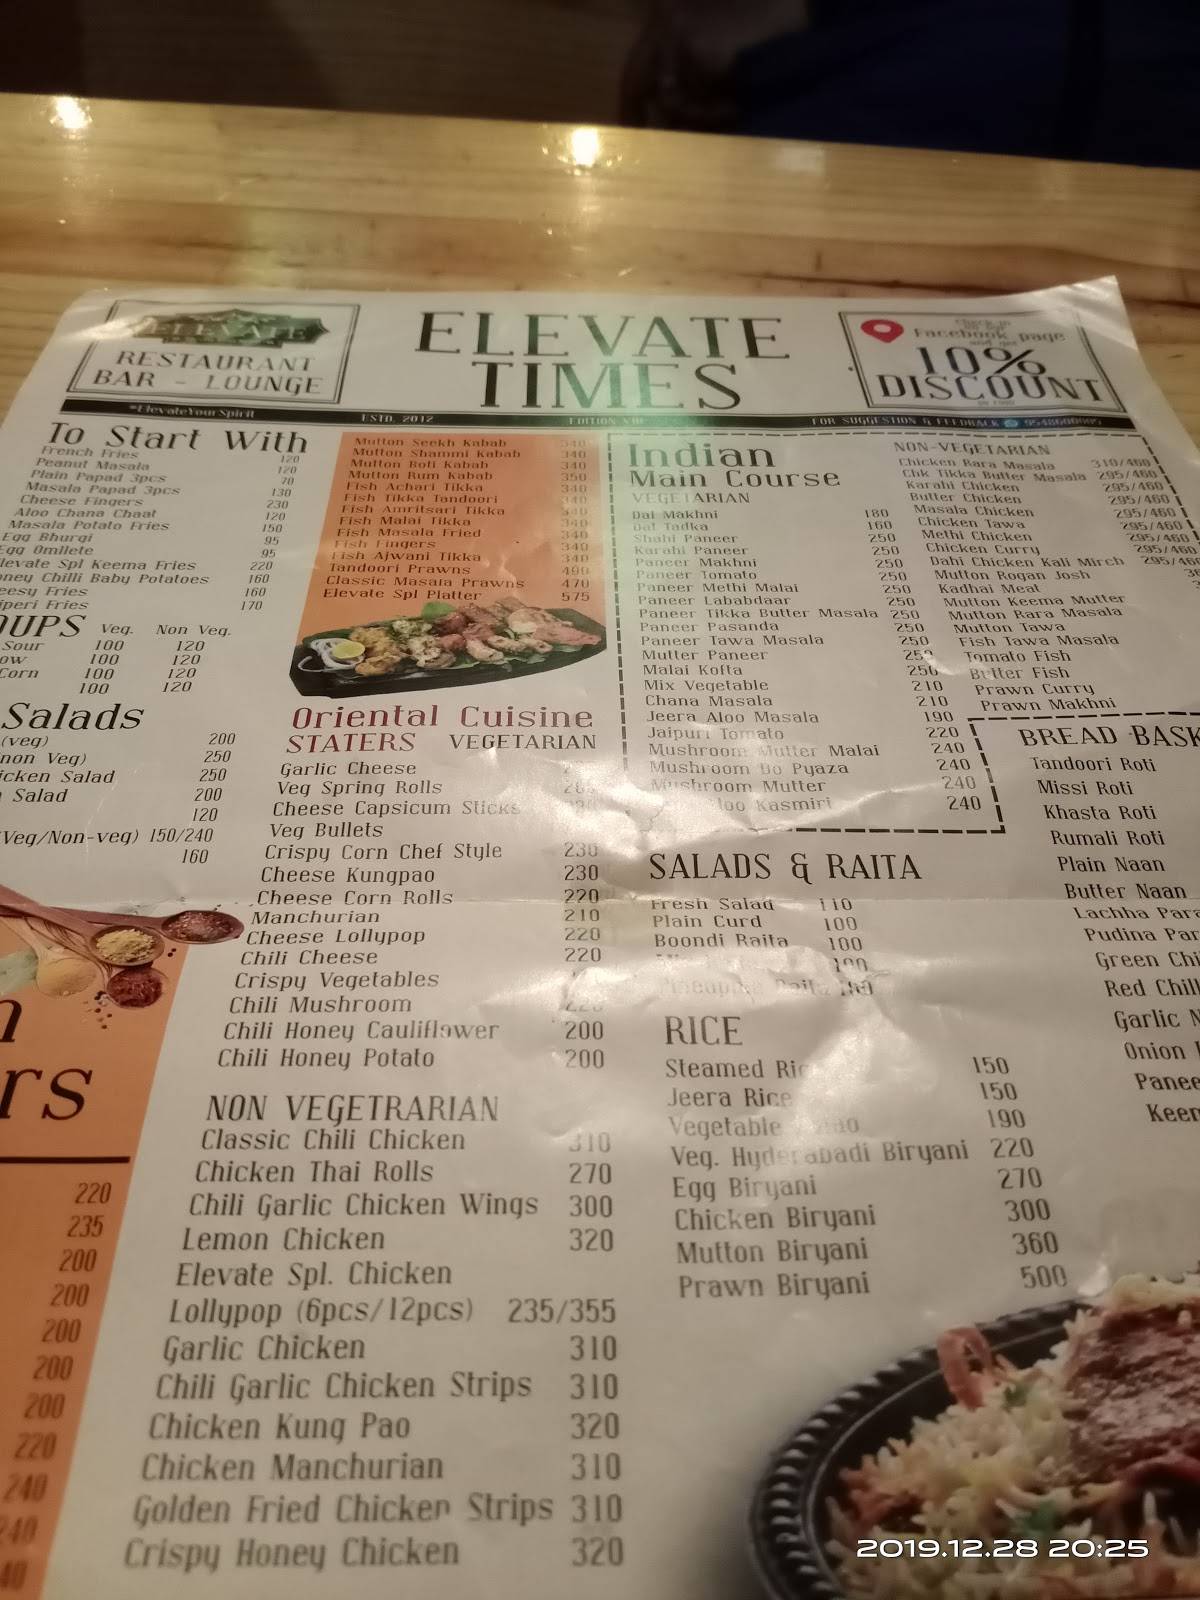 ELEVATE
RESTAURANT
BAR - LOUNGE
ELEVATE
TIMES
Check in
on our
Facebook page
and get
10%
DISCOUNT
*ElevateYourSpirit
ESTD. 2012
EDITION VIII
FOR SUGGESTION & FEEDBACK
To Start With
French Fries 120
Peanut Masala 120
Plain Papad 3pcs 70
Masala Papad 3pcs 130
Cheese Fingers 230
Aloo Chana Chaat 120
Masala Potato Fries 150
Egg Bhurgi 95
Egg Omllete 95
Elevate Spl Keema Fries 220
oney Chilli Baby Potatoes 160
eesy Fries 160
iperi Fries 170
OUPS Veg. Non Veg.
Sour 100 120
ow 100 120
Corn 100 120
100 120
Salads
(veg) 200
non Veg) 250
icken Salad 250
Salad 200
120
(Veg/Non-veg) 150/240
160
n
rs
220
235
200
200
200
200
200
220
240
240
40
Mutton Seekh Kabab 340
Mutton Shammi Kabab 340
Mutton Roti Kabab 340
Mutton Rum Kabab 350
Fish Achari Tikka 340
Fish Tikka Tandoori 340
Fish Amritsari Tikka 340
Fish Malai Tikka 340
Fish Masala Fried 340
Fish Fingers 340
Fish Ajwani Tikka 340
Tandoori Prawns 490
Classic Masala Prawns 470
Elevate Spl Platter 575
Oriental Cuisine
STATERS VEGETARIAN
Garlic Cheese
Veg Spring Rolls
Cheese Capsicum Sticks
Veg Bullets
Crispy Corn Chef Style 230
Cheese Kungpao 230
Cheese Corn Rolls 220
Manchurian 210
Cheese Lollypop 220
Chili Cheese 220
Crispy Vegetables
Chili Mushroom 220
Chili Honey Cauliflower 200
Chili Honey Potato 200
NON VEGETRARIAN
Classic Chili Chicken 310
Chicken Thai Rolls 270
Chili Garlic Chicken Wings 300
Lemon Chicken 320
Elevate Spl. Chicken
Lollypop (6pcs/12pcs) 235/355
Garlic Chicken 310
Chili Garlic Chicken Strips 310
Chicken Kung Pao 320
Chicken Manchurian 310
Golden Fried Chicken Strips 310
Crispy Honey Chicken 320
Indian
Main Course
VEGETARIAN
Dal Makhni 180
Dal Tadka 160
Shahi Paneer 250
Karahi Paneer 250
Paneer Makhni 250
Paneer Tomato 250
Paneer Methi Malai 250
Paneer Lababdaar 250
Paneer Tikka Butter Masala 250
Paneer Pasanda 250
Paneer Tawa Masala 250
Mutter Paneer 250
Malai Kofta 250
Mix Vegetable 210
Chana Masala 210
Jeera Aloo Masala 190
Jaipuri Tomato 220
Mushroom Mutter Malai 240
Mushroom Do Pyaza 240
Mushroom Mutter 240
Aloo Kasmiri 240
NON-VEGETARIAN
Chicken Rara Masala 310/460
Chk Tikka Butter Masala 295/460
Karahi Chicken 295/460
Butter Chicken 295/460
Masala Chicken 295/460
Chicken Tawa 295/460
Methi Chicken 295/460
Chicken Curry 295/460
Dahi Chicken Kali Mirch 295/46
Mutton Rogan Josh
Kadhai Meat
Mutton Keema Mutter
Mutton Rara Masala
Mutton Tawa
Fish Tawa Masala
Tomato Fish
Butter Fish
Prawn Curry
Prawn Makhni
SALADS & RAITA
Fresh Salad 110
Plain Curd 100
Boondi Raita 100
100
Pineapple Raita 100
RICE
Steamed Ric 150
Jeera Rice 150
Vegetable 190
Veg. Hyderabadi Biryani 220
Egg Biryani 270
Chicken Biryani 300
Mutton Biryani 360
Prawn Biryani 500
BREAD BASK
Tandoori Roti
Missi Roti
Khasta Roti
Rumali Roti
Plain Naan
Butter Naan
Lachha Para
Pudina Par
Green Chi
Red Chill
Garlic N
Onion
Panee
Keem
2019.12.28 20:25